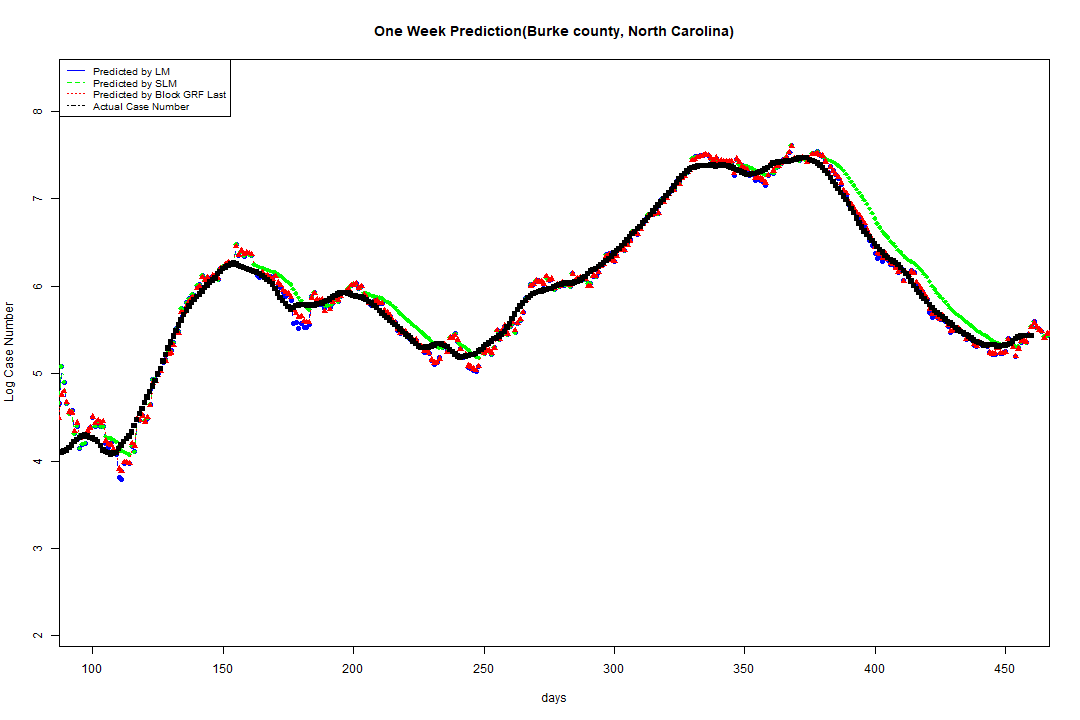 One Week Prediction(Burke county, North Carolina)
Predicted by LM
Predicted by SLM
Predicted by Block GRF Last
Actual Case Number
8
7
6
5
4
3
2
Log Case Number
100 150 200 250 300 350 400 450
days